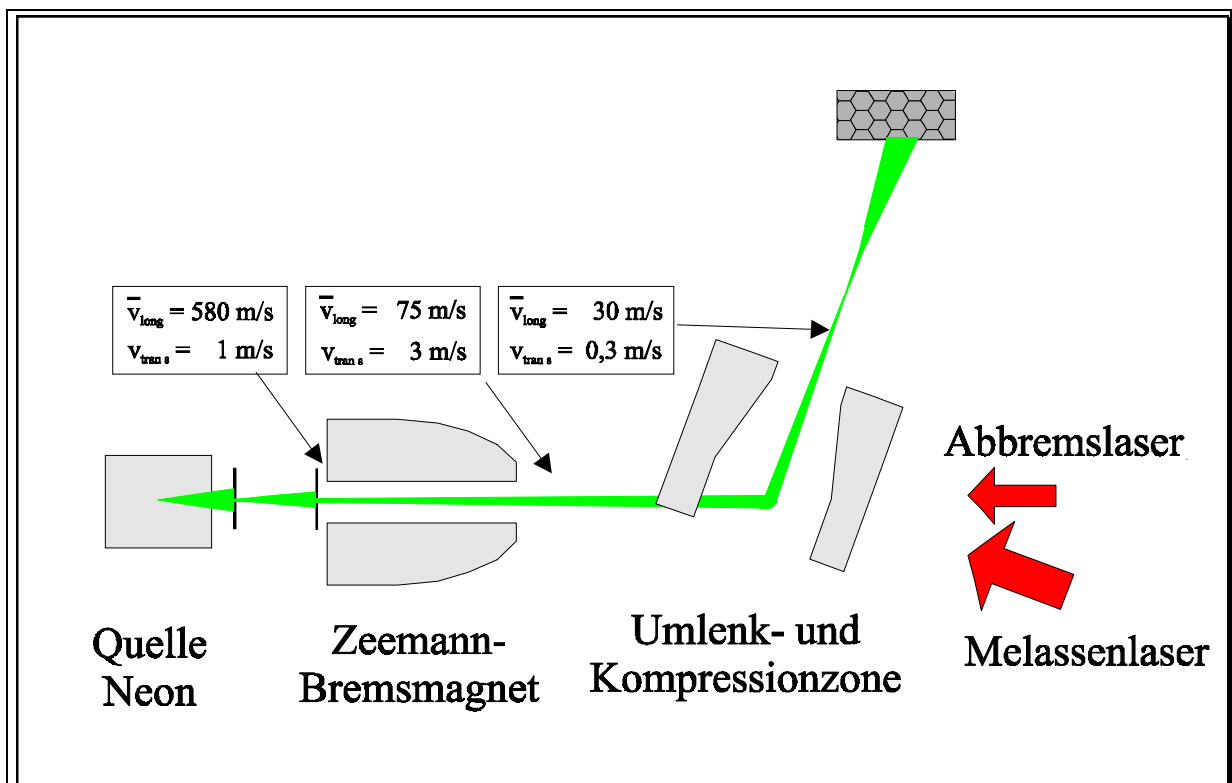 v̅long = 580 m/s
vtrans = 1 m/s
v̅long = 75 m/s
vtrans = 3 m/s
v̅long = 30 m/s
vtrans = 0,3 m/s
Abbremslaser
Quelle
Neon
Zeemann-
Bremsmagnet
Umlenk- und
Kompressionzone
Melassenlaser